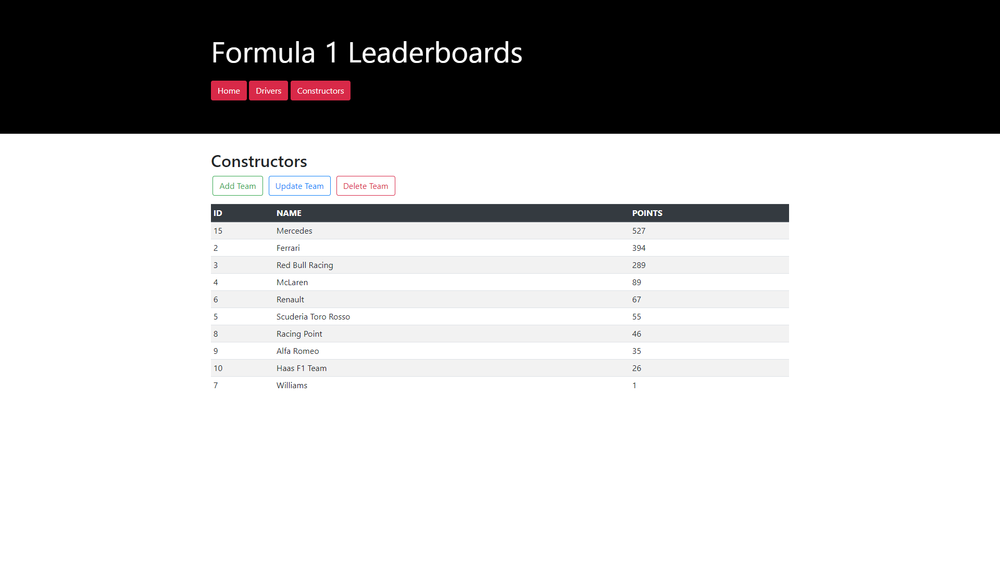 Formula 1 Leaderboards
Home Drivers Constructors
Constructors
Add Team Update Team Delete Team
ID NAME POINTS
15 Mercedes 527
2 Ferrari 394
3 Red Bull Racing 289
4 McLaren 89
6 Renault 67
5 Scuderia Toro Rosso 55
8 Racing Point 46
9 Alfa Romeo 35
10 Haas F1 Team 26
7 Williams 1